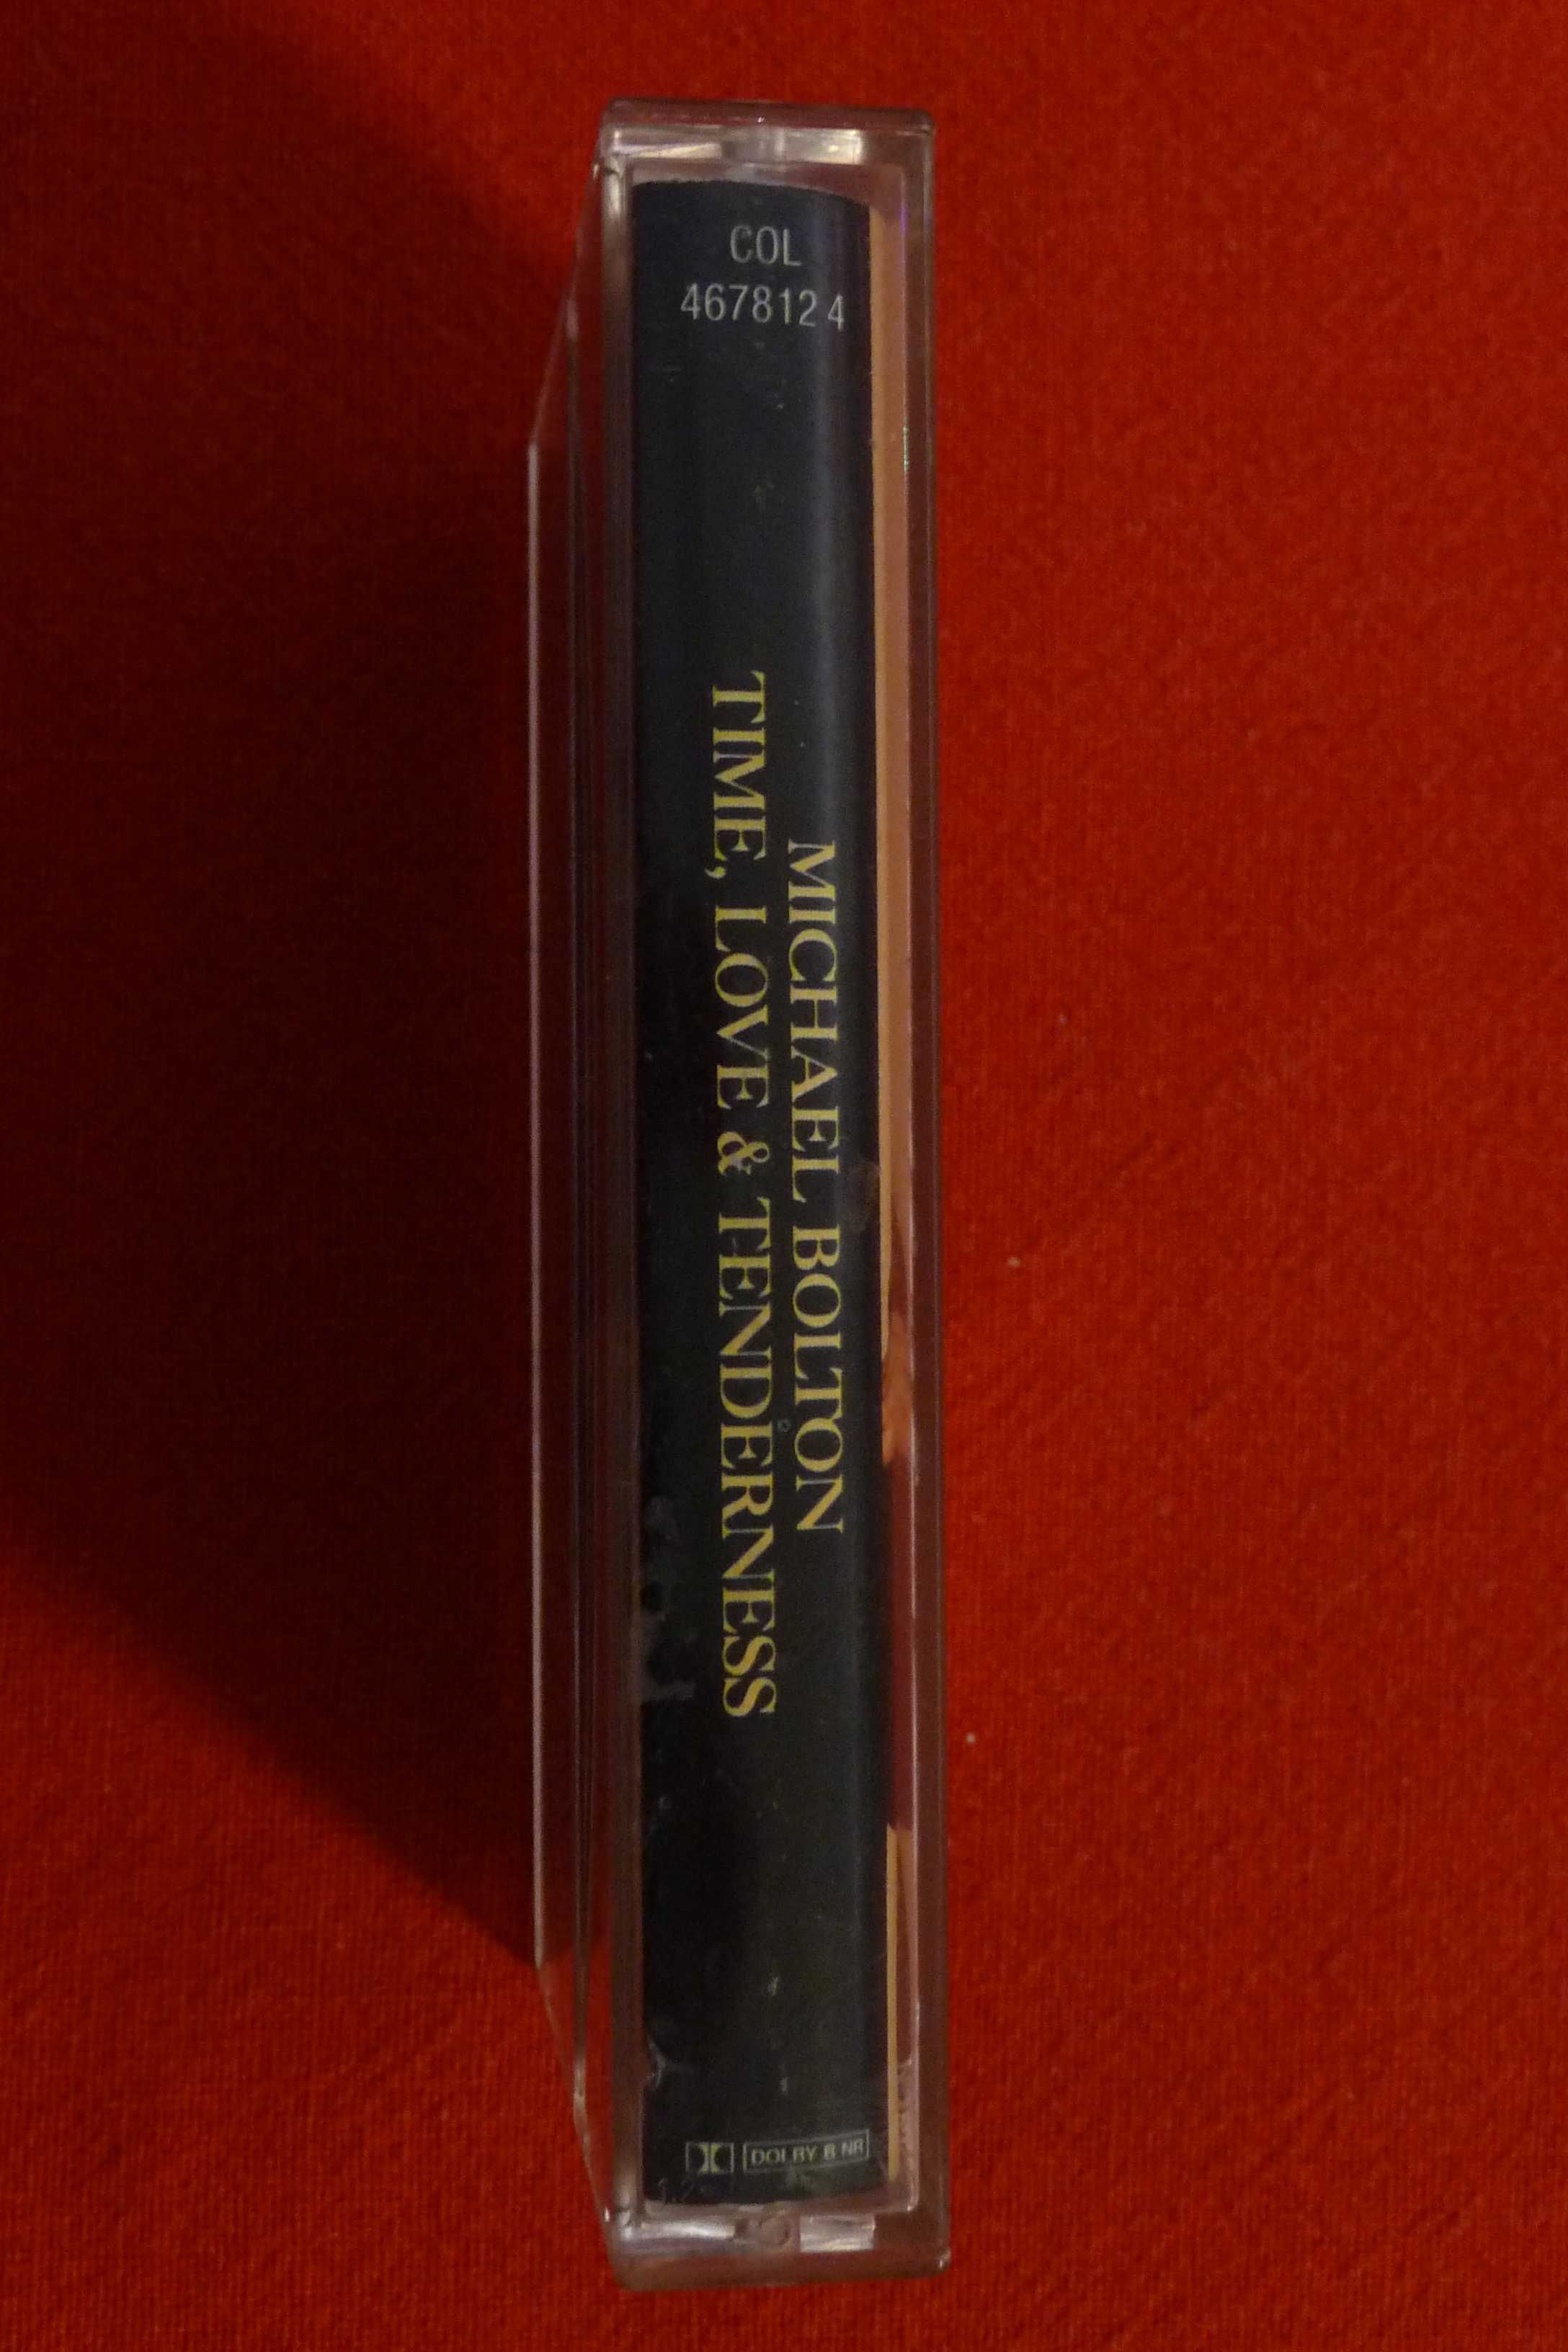 COL
467812 4
MICHAEL BOLTON
TIME, LOVE & TENDERNESS
DOLBY B NR